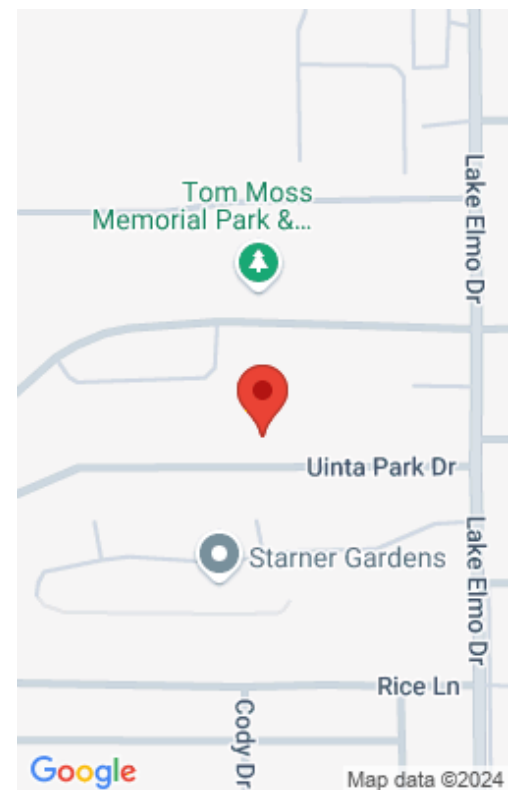 Lake Elmo Dr
Tom Moss
Memorial Park &...
Uinta Park Dr
Starner Gardens
Lake Elmo Dr
Rice Ln
Cody Dr
Google
Map data ©2024